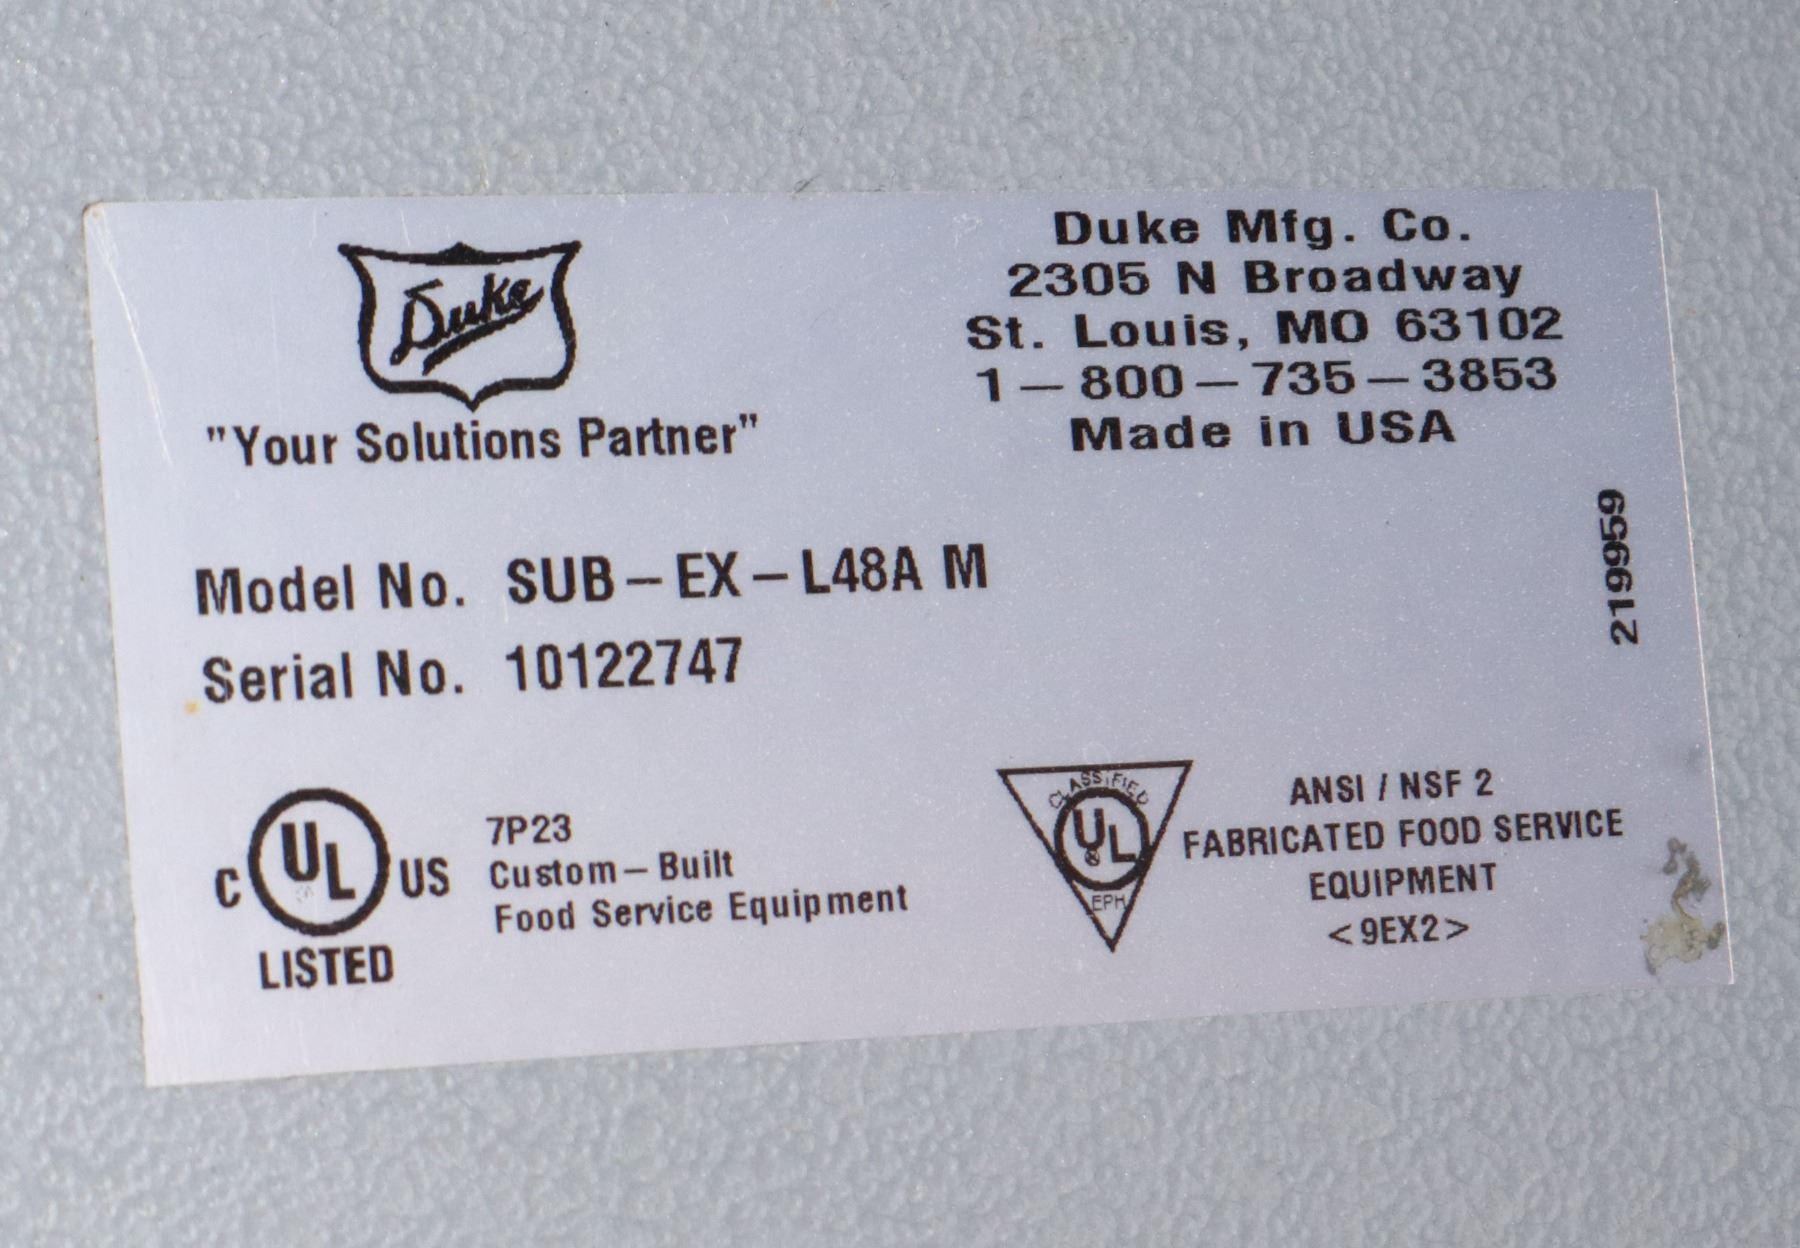 Duke
"Your Solutions Partner"
Duke Mfg. Co.
2305 N Broadway
St. Louis, MO 63102
1-800-735-3853
Made in USA
219959
Model No. SUB-EX-L48A M
Serial No. 10122747
C UL US
LISTED
7P23
Custom-Built
Food Service Equipment
CLASSIFIED
UL
EPH
ANSI / NSF 2
FABRICATED FOOD SERVICE
EQUIPMENT
<9EX2>